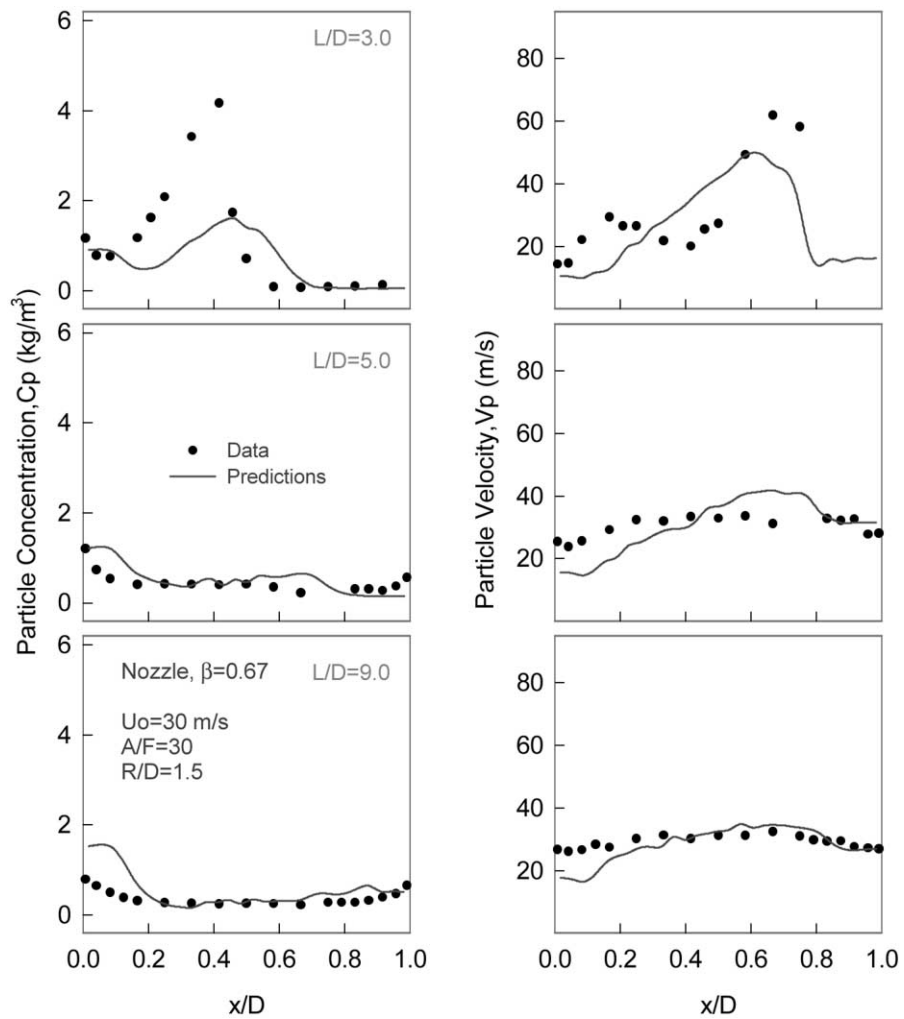 6
4
2
0
L/D=3.0
80
60
40
20
6
4
2
0
L/D=5.0
Data
Predictions
80
60
40
20
6
4
2
0
Nozzle, β=0.67
L/D=9.0
Uo=30 m/s
A/F=30
R/D=1.5
80
60
40
20
0.0 0.2 0.4 0.6 0.8 1.0
0.0 0.2 0.4 0.6 0.8 1.0
x/D
x/D
Particle Concentration,Cp (kg/m³)
Particle Velocity,Vp (m/s)